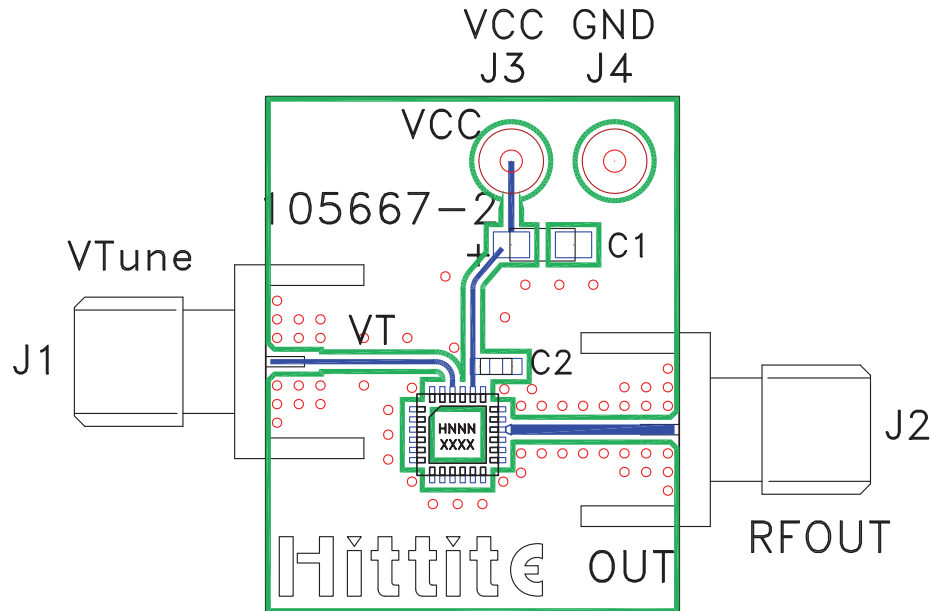 VCC GND
J3 J4
VCC
105667-2
+
C1
VTune
VT
J1
C2
HNNN
XXXX
J2
RFOUT
OUT
Hittite